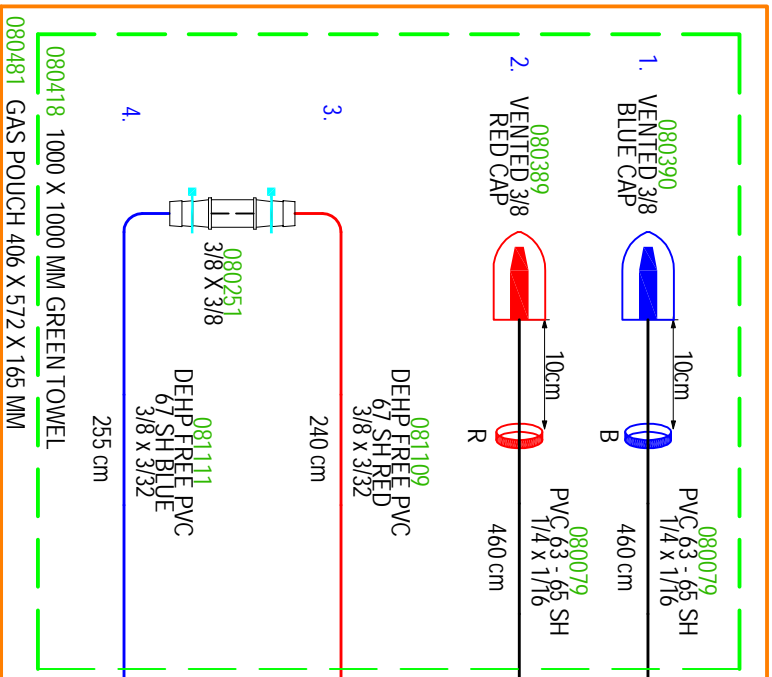 1.
080390
VENTED 3/8
BLUE CAP
10cm
B
080079
PVC 63 - 65 SH
1/4 x 1/16
460 cm
2.
080389
VENTED 3/8
RED CAP
10cm
R
080079
PVC 63 - 65 SH
1/4 x 1/16
460 cm
3.
081109
DEHP FREE PVC
67 SH RED
3/8 x 3/32
240 cm
080251
3/8 X 3/8
4.
081111
DEHP FREE PVC
67 SH BLUE
3/8 x 3/32
255 cm
080418 1000 X 1000 MM GREEN TOWEL
080481 GAS POUCH 406 X 572 X 165 MM